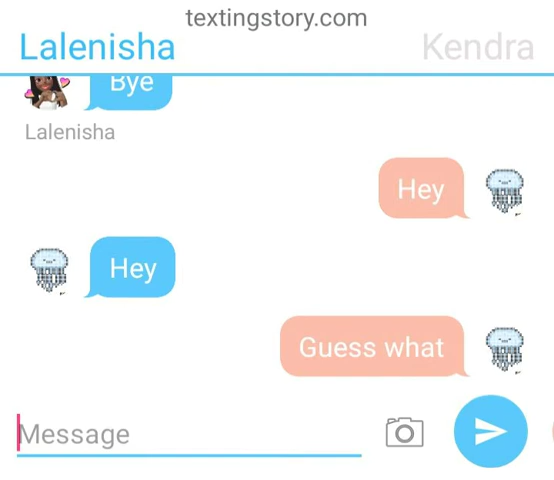 textingstory.com
Lalenisha
Kendra
Bye
Lalenisha
Hey
Hey
Guess what
Message